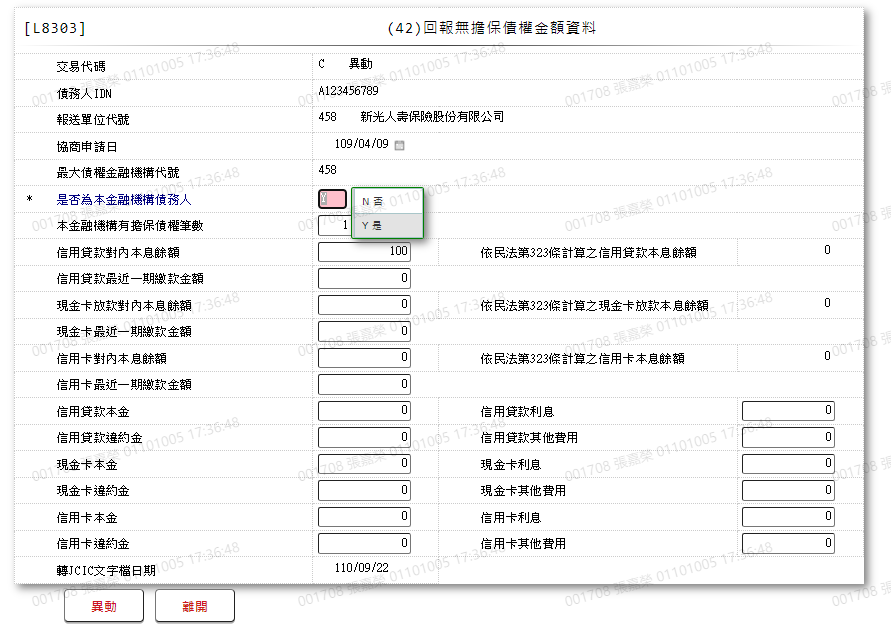 [L8303] (42)回報無擔保債權金額資料
交易代碼 C 異動
債務人IDN A123456789
報送單位代號 458 新光人壽保險股份有限公司
協商申請日 109/04/09
最大債權金融機構代號 458
* 是否為本金融機構債務人 Y
N 否
Y 是
本金融機構有擔保債權筆數 1
信用貸款對內本息餘額 100 依民法第323條計算之信用貸款本息餘額 0
信用貸款最近一期繳款金額 0
現金卡放款對內本息餘額 0 依民法第323條計算之現金卡放款本息餘額 0
現金卡最近一期繳款金額 0
信用卡對內本息餘額 0 依民法第323條計算之信用卡本息餘額 0
信用卡最近一期繳款金額 0
信用貸款本金 0 信用貸款利息 0
信用貸款違約金 0 信用貸款其他費用 0
現金卡本金 0 現金卡利息 0
現金卡違約金 0 現金卡其他費用 0
信用卡本金 0 信用卡利息 0
信用卡違約金 0 信用卡其他費用 0
轉JCIC文字檔日期 110/09/22
異動 離開
001708 張嘉榮 01101005 17:36:48